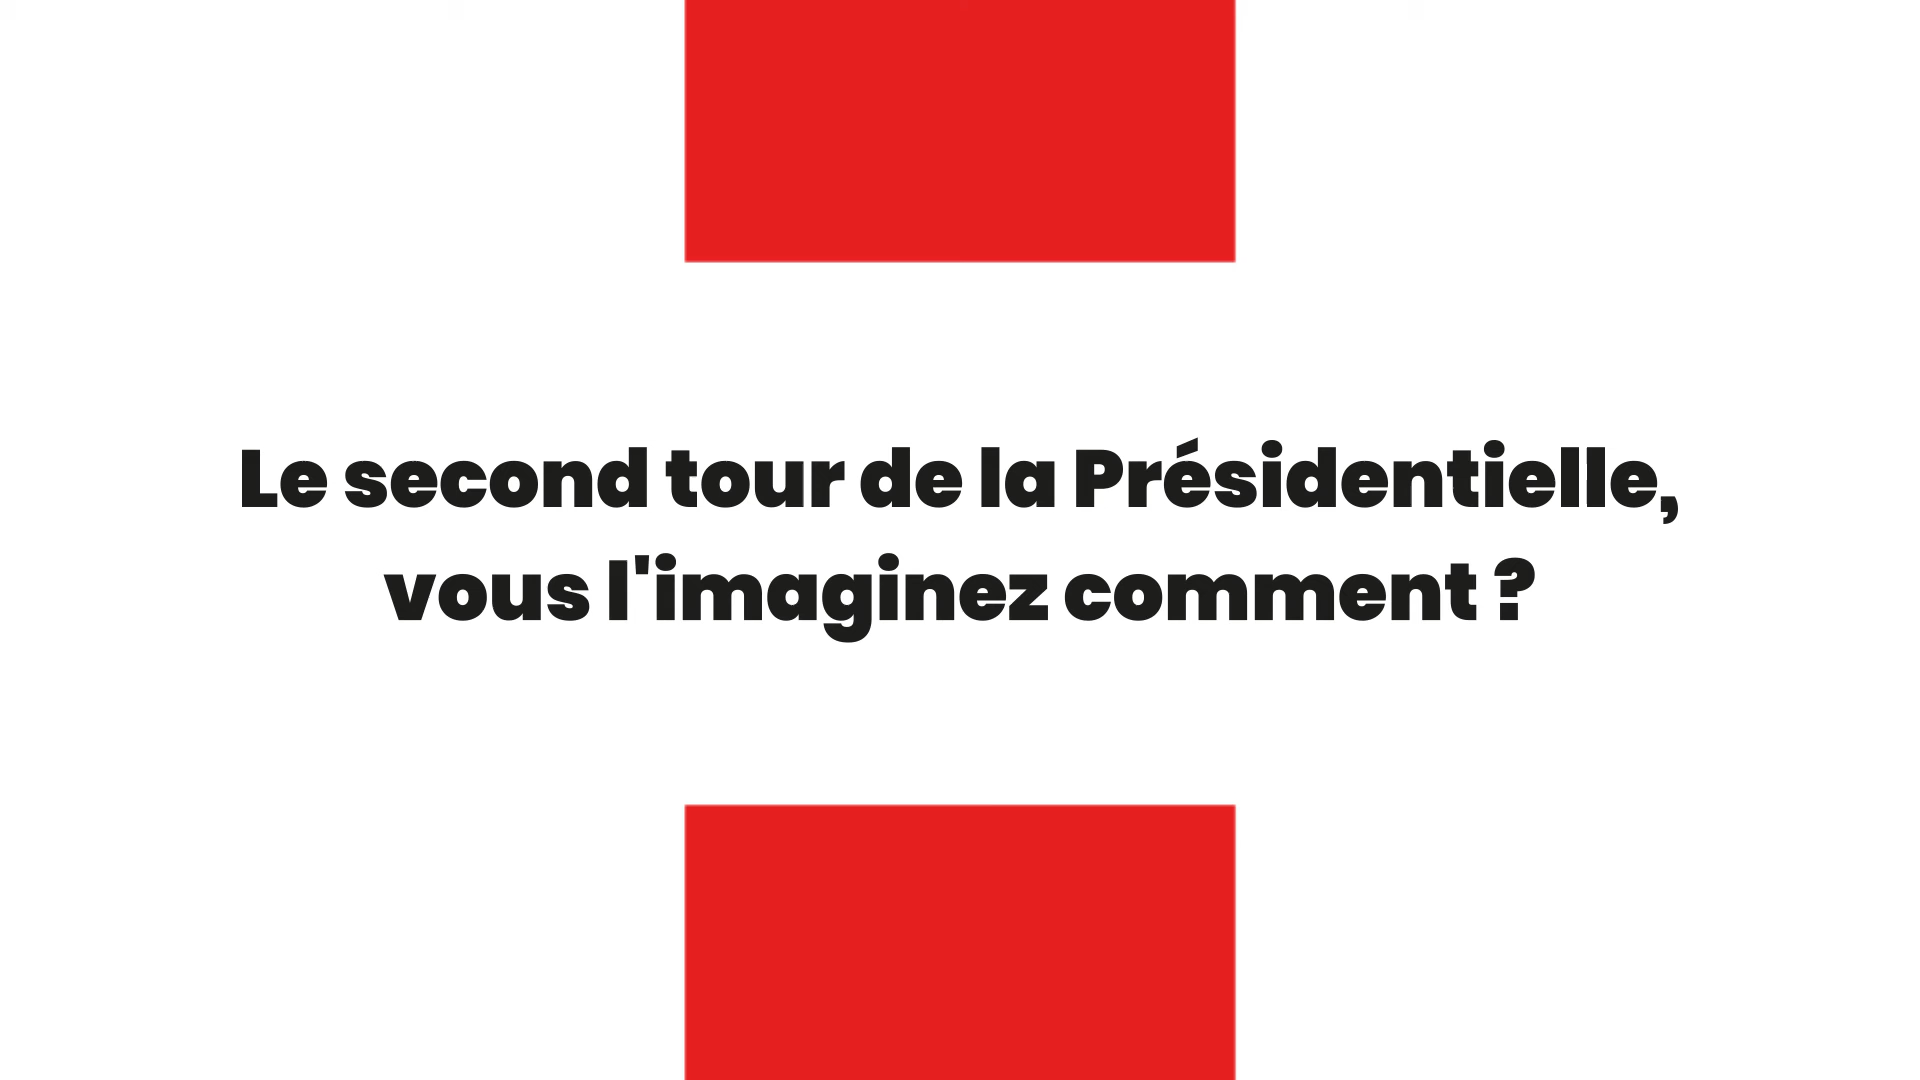 Le second tour de la Présidentielle,
vous l'imaginez comment ?